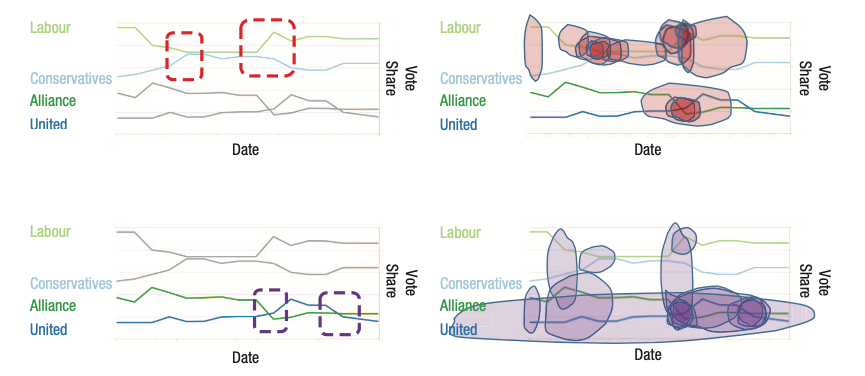 Labour
Conservatives
Alliance
United
Vote
Share
Date
Labour
Conservatives
Alliance
United
Vote
Share
Date
Labour
Conservatives
Alliance
United
Vote
Share
Date
Labour
Conservatives
Alliance
United
Vote
Share
Date